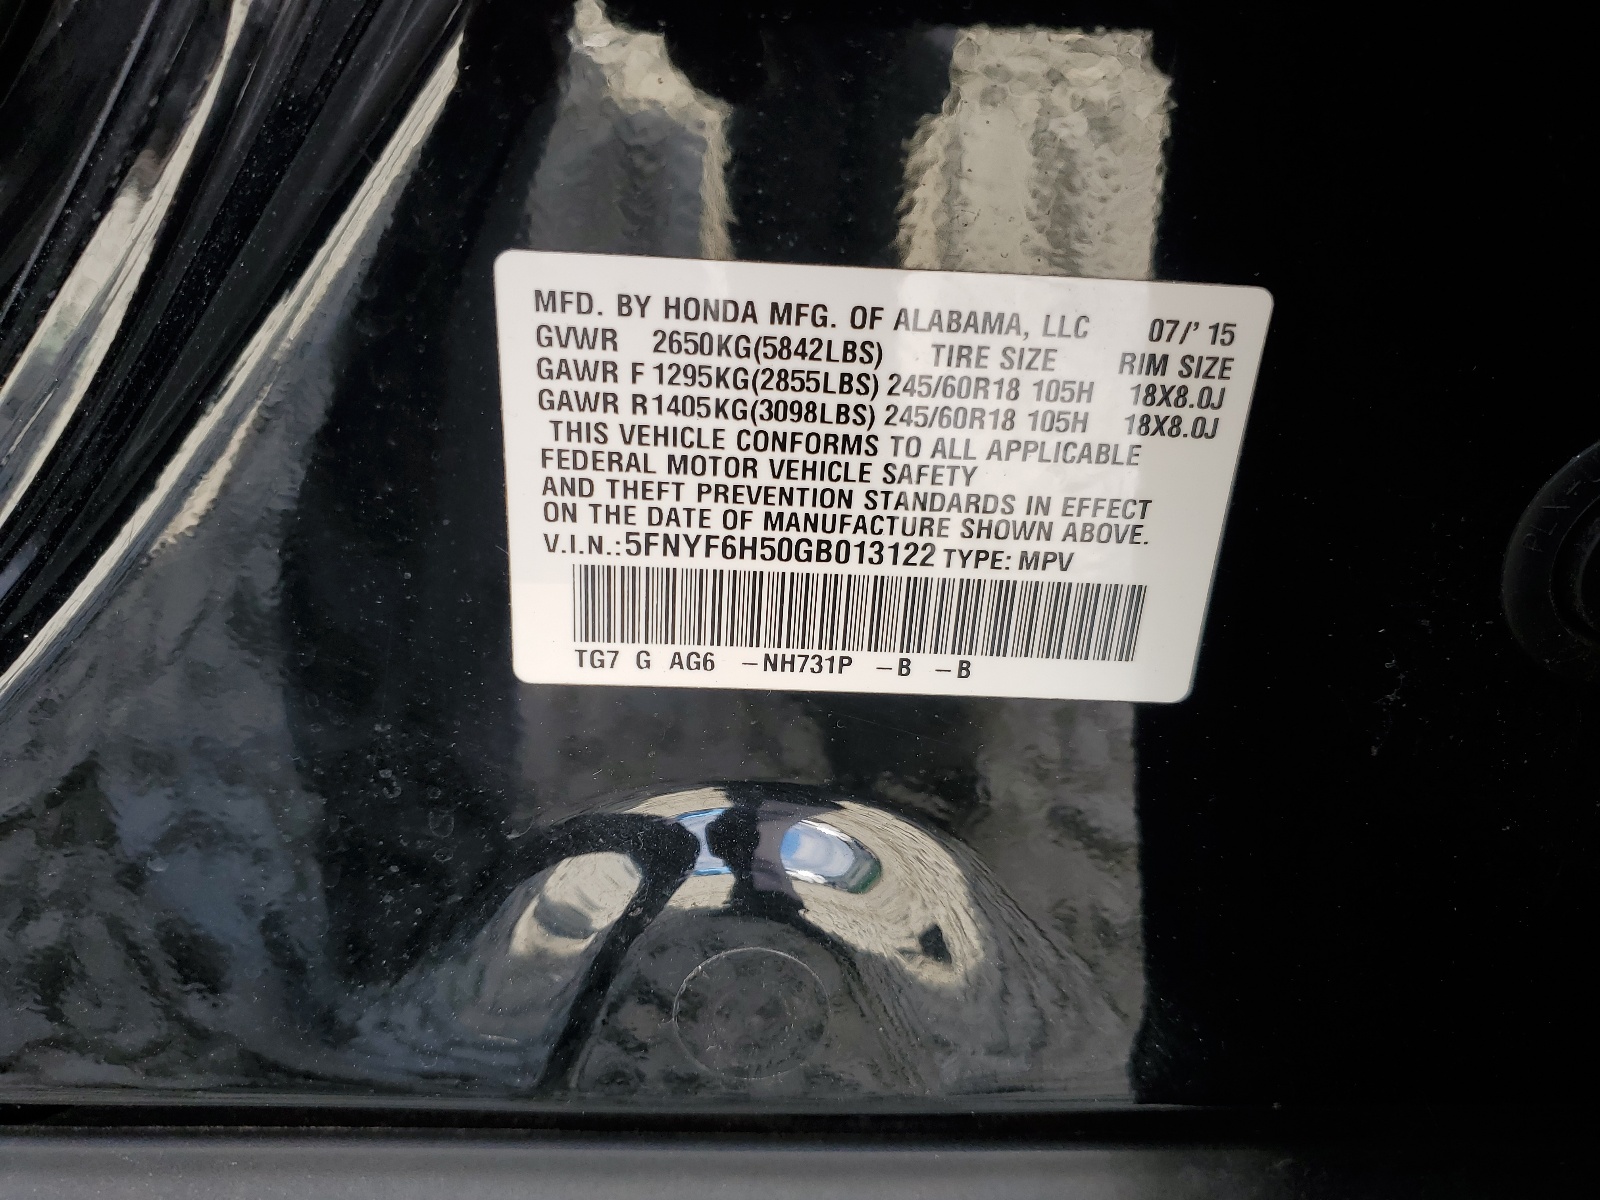 MFD. BY HONDA MFG. OF ALABAMA, LLC 07/' 15
GVWR 2650KG(5842LBS) TIRE SIZE RIM SIZE
GAWR F 1295KG(2855LBS) 245/60R18 105H 18X8.0J
GAWR R1405KG(3098LBS) 245/60R18 105H 18X8.0J
THIS VEHICLE CONFORMS TO ALL APPLICABLE
FEDERAL MOTOR VEHICLE SAFETY
AND THEFT PREVENTION STANDARDS IN EFFECT
ON THE DATE OF MANUFACTURE SHOWN ABOVE.
V.I.N.:5FNYF6H50GB013122 TYPE: MPV
TG7 G AG6 –NH731P –B –B